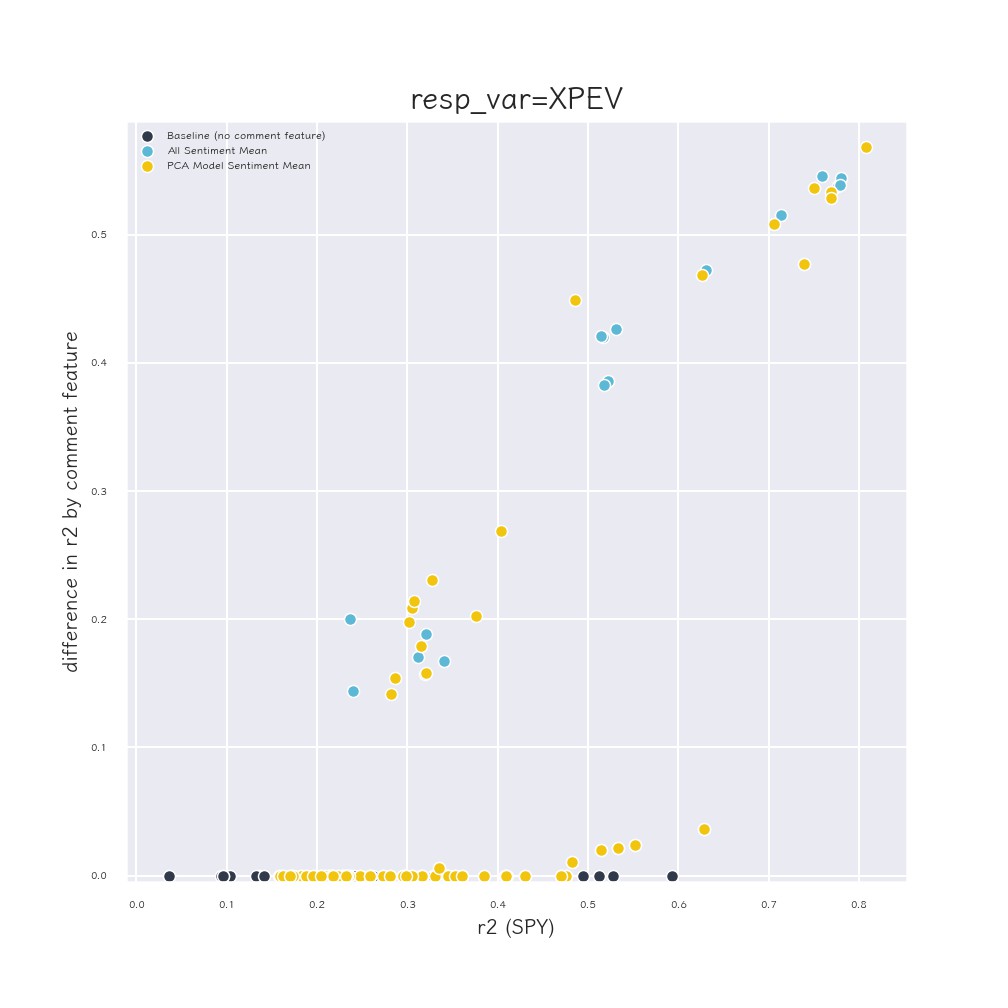 resp_var=XPEV
Baseline (no comment feature)
All Sentiment Mean
PCA Model Sentiment Mean
difference in r2 by comment feature
0.5
0.4
0.3
0.2
0.1
0.0
0.0 0.1 0.2 0.3 0.4 0.5 0.6 0.7 0.8
r2 (SPY)